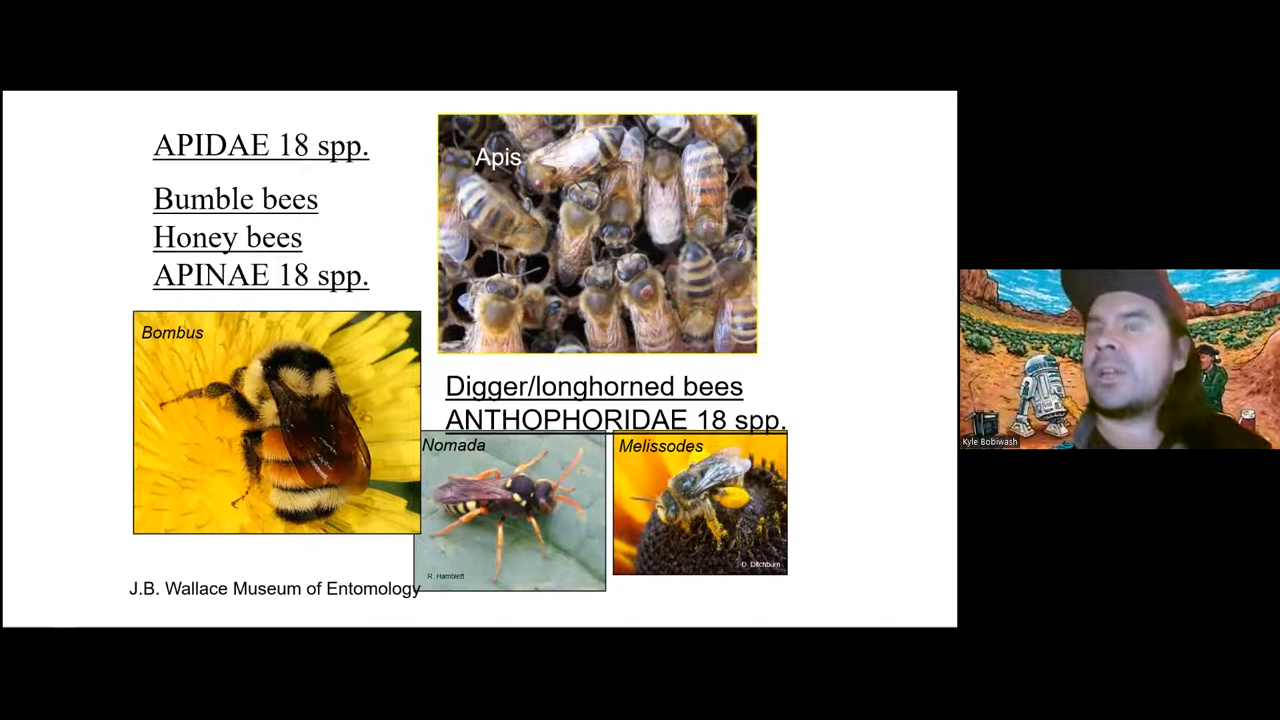 APIDAE 18 spp.
Bumble bees
Honey bees
APINAE 18 spp.
Apis
Bombus
Digger/longhorned bees
ANTHOPHORIDAE 18 spp.
Nomada
Melissodes
R. Hamblett
D. Ditchburn
J.B. Wallace Museum of Entomology
Kyle Bobiwash